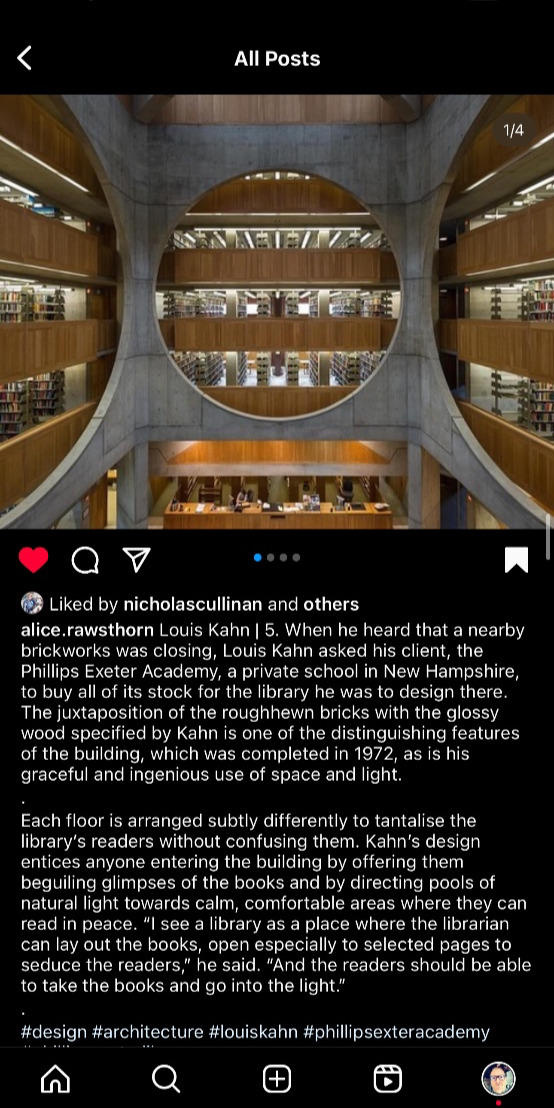 All Posts
1/4
Liked by nicholascullinan and others
alice.rawsthorn Louis Kahn | 5. When he heard that a nearby
brickworks was closing, Louis Kahn asked his client, the
Phillips Exeter Academy, a private school in New Hampshire,
to buy all of its stock for the library he was to design there.
The juxtaposition of the roughhewn bricks with the glossy
wood specified by Kahn is one of the distinguishing features
of the building, which was completed in 1972, as is his
graceful and ingenious use of space and light.
.
Each floor is arranged subtly differently to tantalise the
library’s readers without confusing them. Kahn’s design
entices anyone entering the building by offering them
beguiling glimpses of the books and by directing pools of
natural light towards calm, comfortable areas where they can
read in peace. “I see a library as a place where the librarian
can lay out the books, open especially to selected pages to
seduce the readers,” he said. “And the readers should be able
to take the books and go into the light.”
.
#design #architecture #louiskahn #phillipsexteracademy